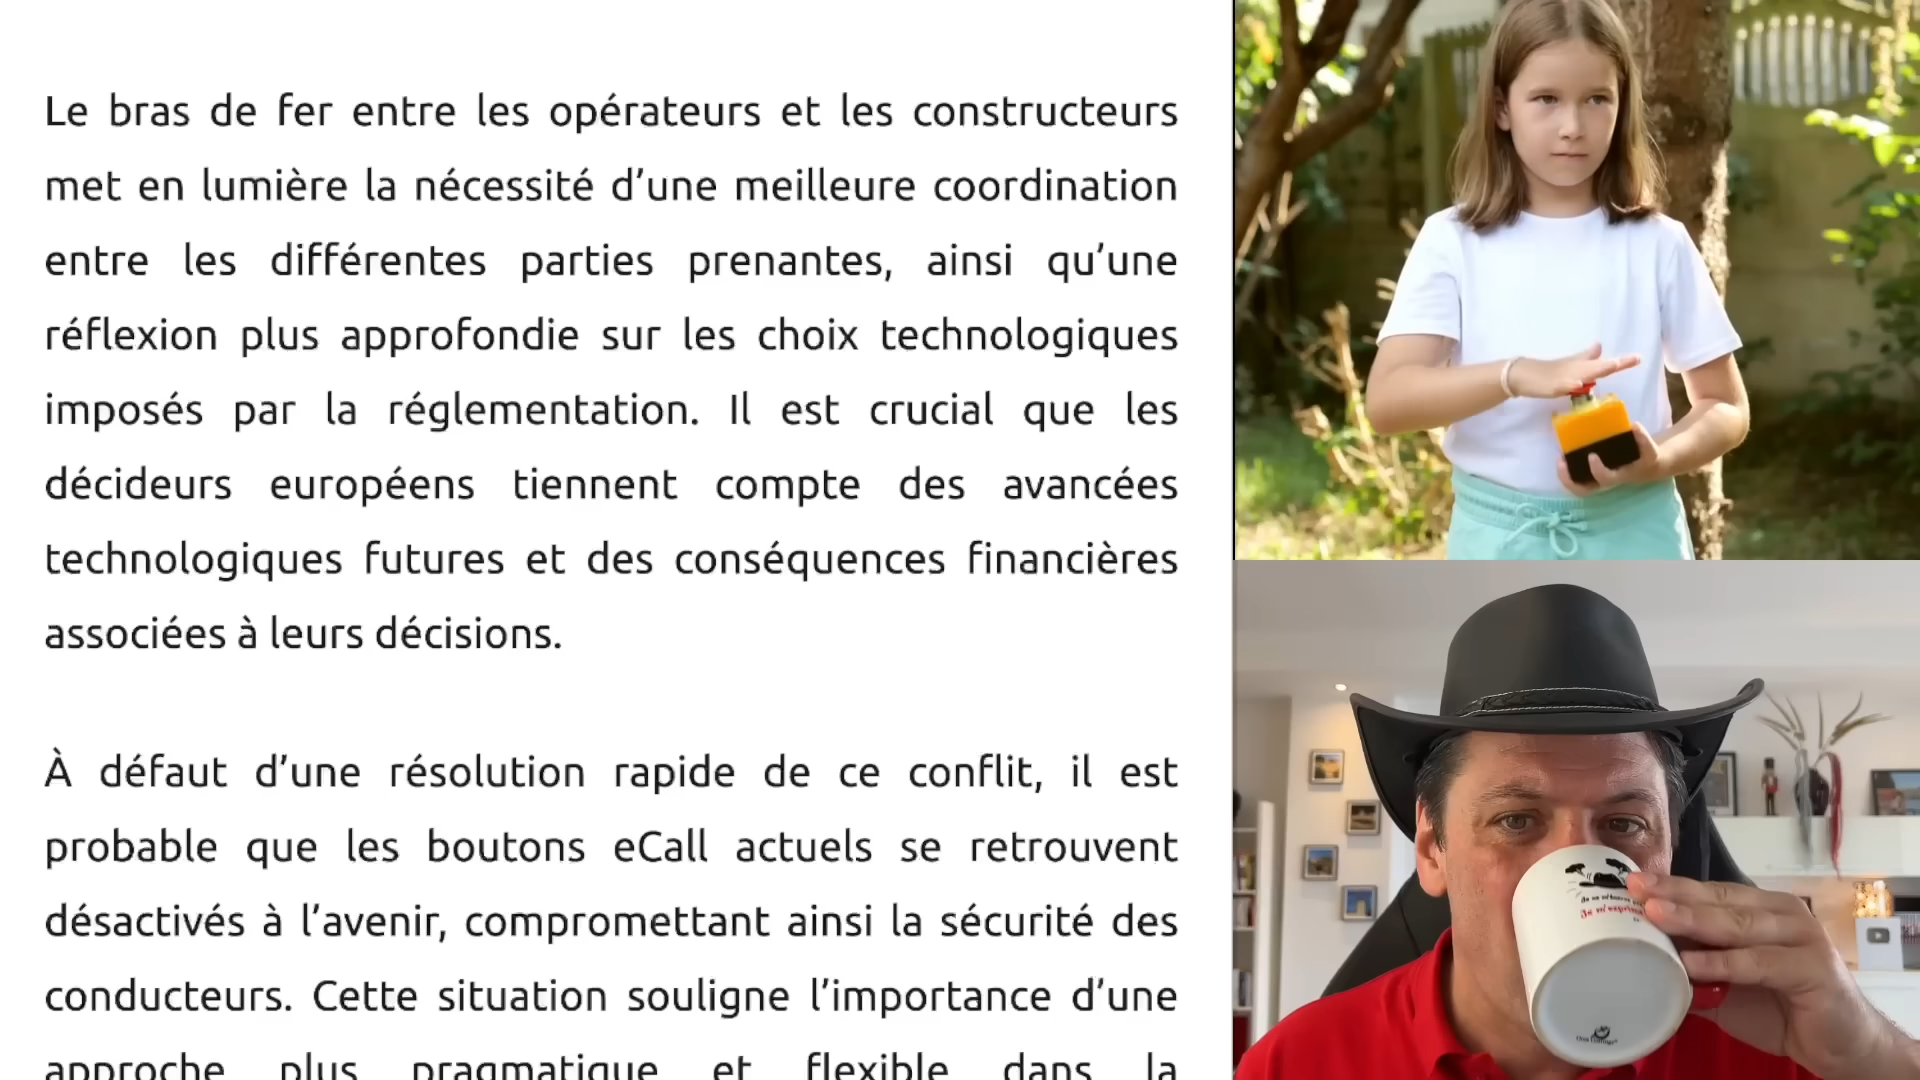 Le bras de fer entre les opérateurs et les constructeurs
met en lumière la nécessité d’une meilleure coordination
entre les différentes parties prenantes, ainsi qu’une
réflexion plus approfondie sur les choix technologiques
imposés par la réglementation. Il est crucial que les
décideurs européens tiennent compte des avancées
technologiques futures et des conséquences financières
associées à leurs décisions.
À défaut d’une résolution rapide de ce conflit, il est
probable que les boutons eCall actuels se retrouvent
désactivés à l’avenir, compromettant ainsi la sécurité des
conducteurs. Cette situation souligne l’importance d’une
approche plus pragmatique et flexible dans la